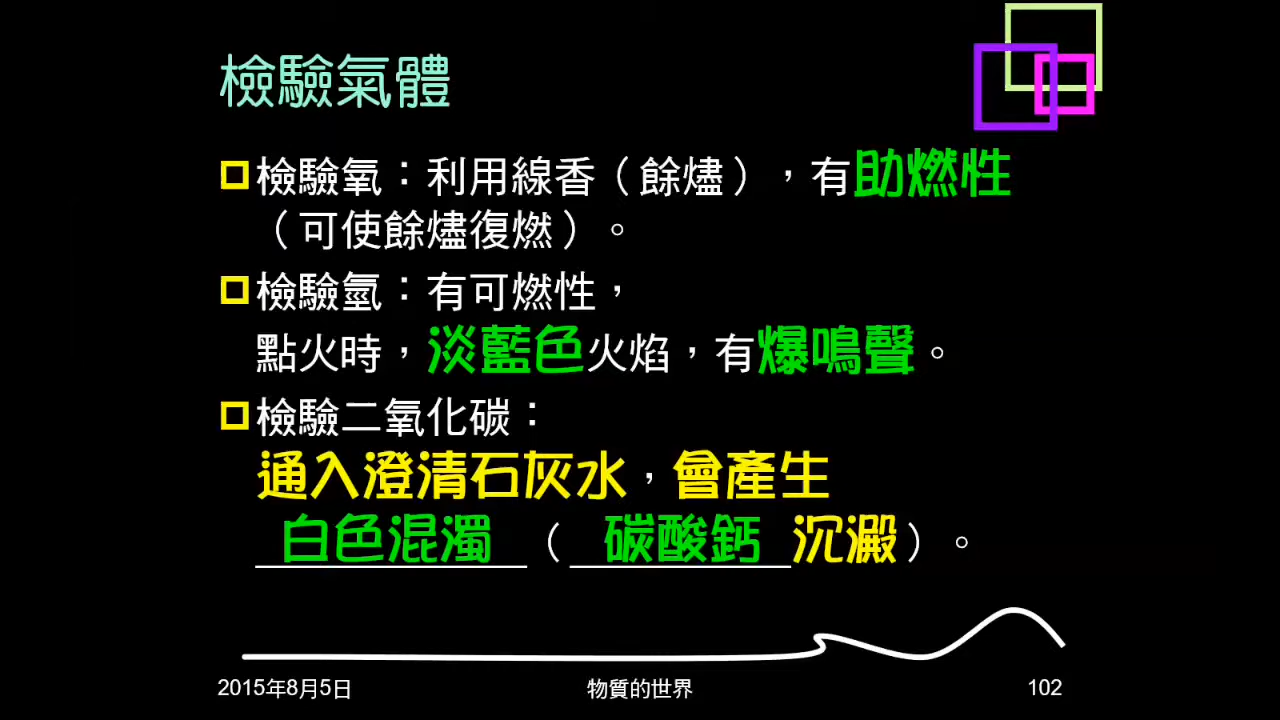 檢驗氣體
檢驗氧：利用線香（餘燼），有助燃性
（可使餘燼復燃）。
檢驗氫：有可燃性，
點火時，淡藍色火焰，有爆鳴聲。
檢驗二氧化碳：
通入澄清石灰水，會產生
白色混濁（碳酸鈣沉澱）。
2015年8月5日
物質的世界
102